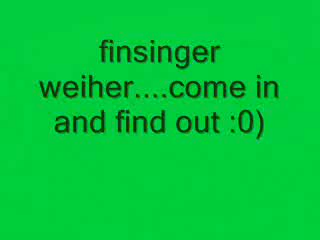 finsinger
weiher....come in
and find out :0)